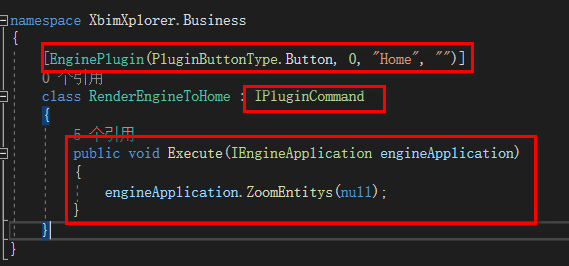 namespace XbimXplorer.Business
{
[EnginePlugin(PluginButtonType.Button, 0, "Home", "")]
0 个引用
class RenderEngineToHome : IPluginCommand
{
5 个引用
public void Execute(IEngineApplication engineApplication)
{
engineApplication.ZoomEntitys(null);
}
}
}